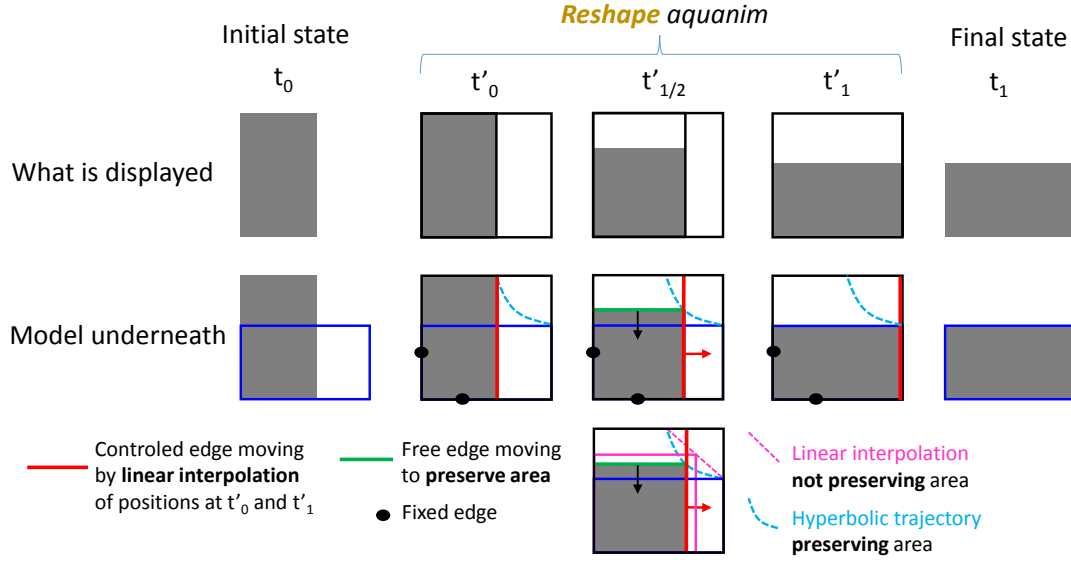 Reshape aquanim
Initial state
Final state
t0
t'0
t'1/2
t'1
t1
What is displayed
Model underneath
Controled edge moving
by linear interpolation
of positions at t'0 and t'1
Free edge moving
to preserve area
Fixed edge
Linear interpolation
not preserving area
Hyperbolic trajectory
preserving area